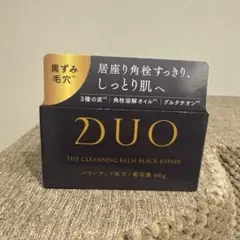 黒ずみ
毛穴
居座り角栓すっきり、
しっとり肌へ
3種の炭 角栓溶解オイル グルタチオン
DUO
THE CLEANSING BALM BLACK REPAIR